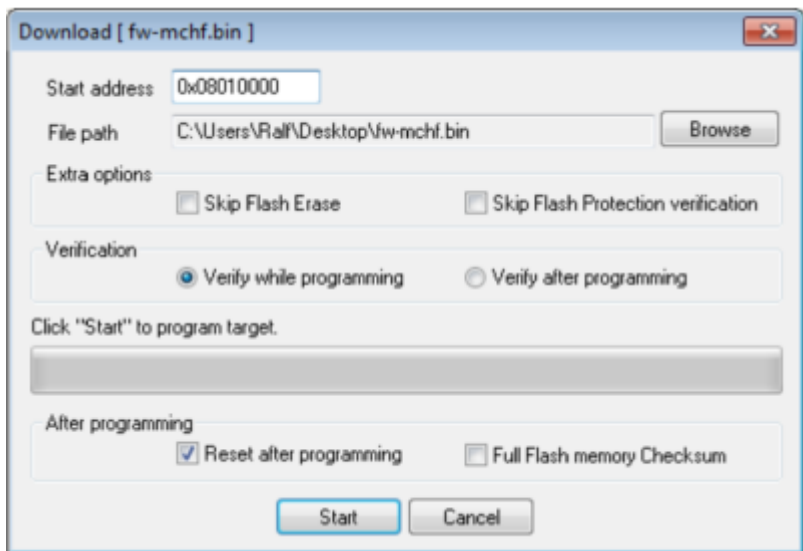 Download [ fw-mchf.bin ]
Start address 0x08010000
File path C:\Users\Ralf\Desktop\fw-mchf.bin Browse
Extra options
Skip Flash Erase Skip Flash Protection verification
Verification
Verify while programming Verify after programming
Click "Start" to program target.
After programming
Reset after programming Full Flash memory Checksum
Start Cancel